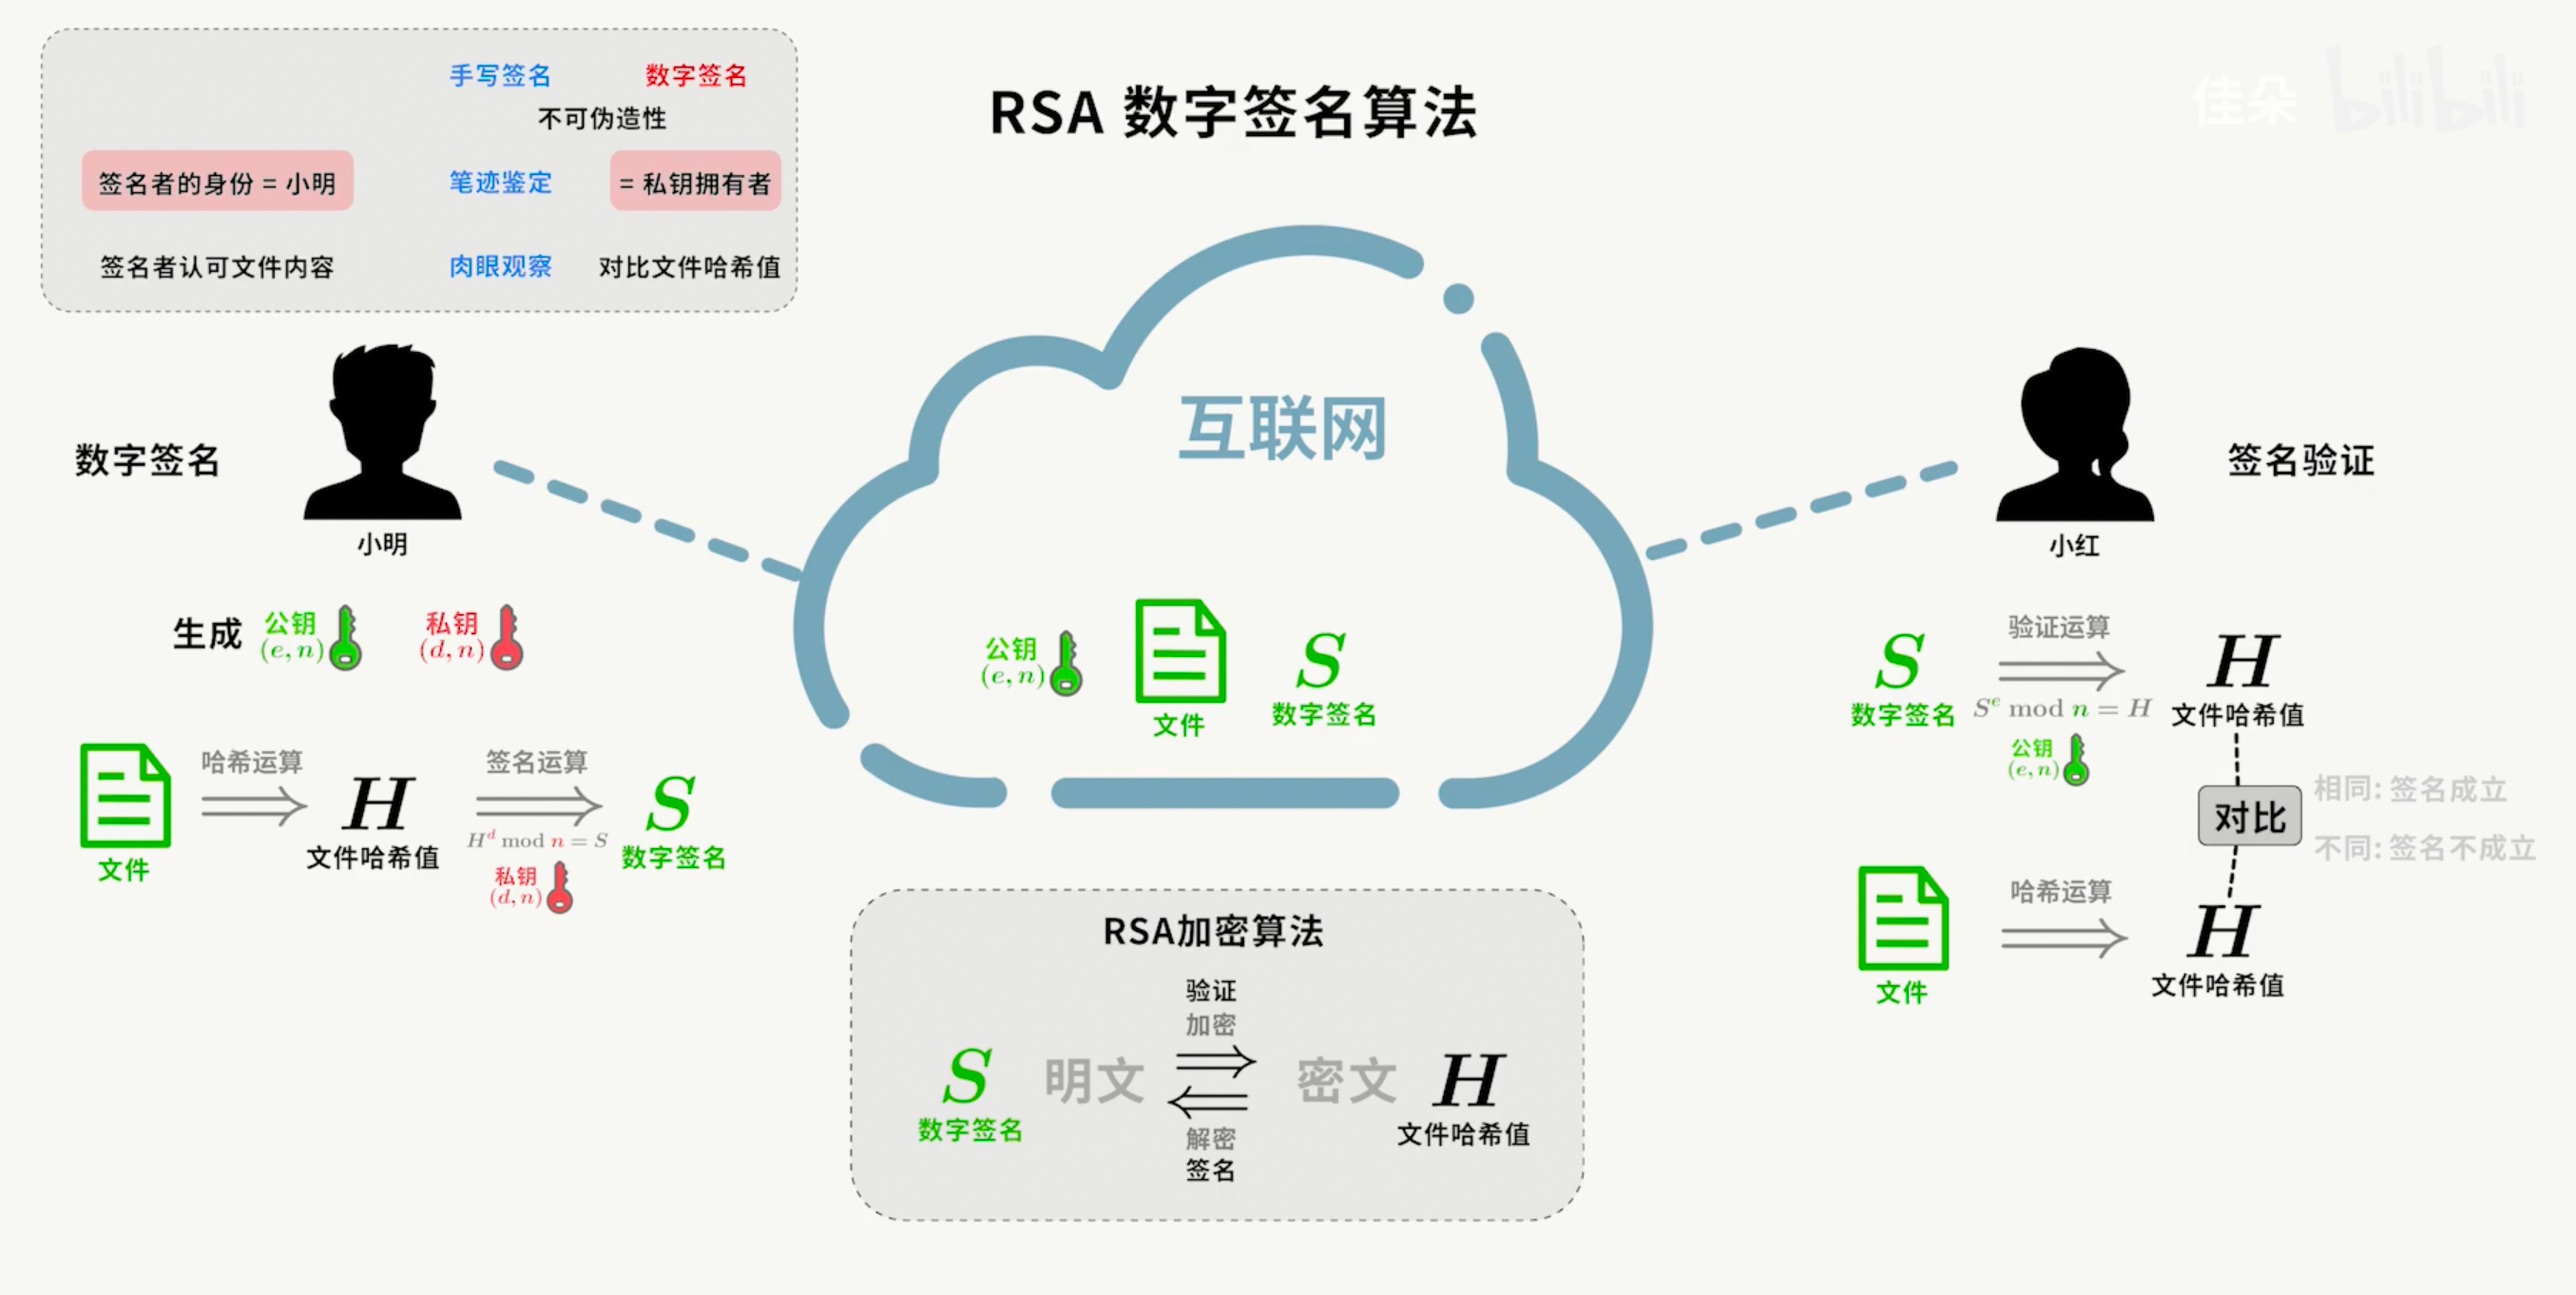 手写签名 数字签名
不可伪造性
签名者的身份 = 小明 笔迹鉴定 = 私钥拥有者
签名者认可文件内容 肉眼观察 对比文件哈希值
RSA 数字签名算法
佳朵 bilibili
互联网
数字签名
小明
生成 公钥 (e, n) 私钥 (d, n)
文件
哈希运算
H
文件哈希值
签名运算
H^d mod n = S
私钥
(d, n)
S
数字签名
公钥
(e, n)
文件
S
数字签名
签名验证
小红
S
数字签名
验证运算
S^e mod n = H
公钥
(e, n)
H
文件哈希值
对比
相同: 签名成立
不同: 签名不成立
文件
哈希运算
H
文件哈希值
RSA加密算法
验证
加密
S 明文 密文 H
数字签名 文件哈希值
解密
签名